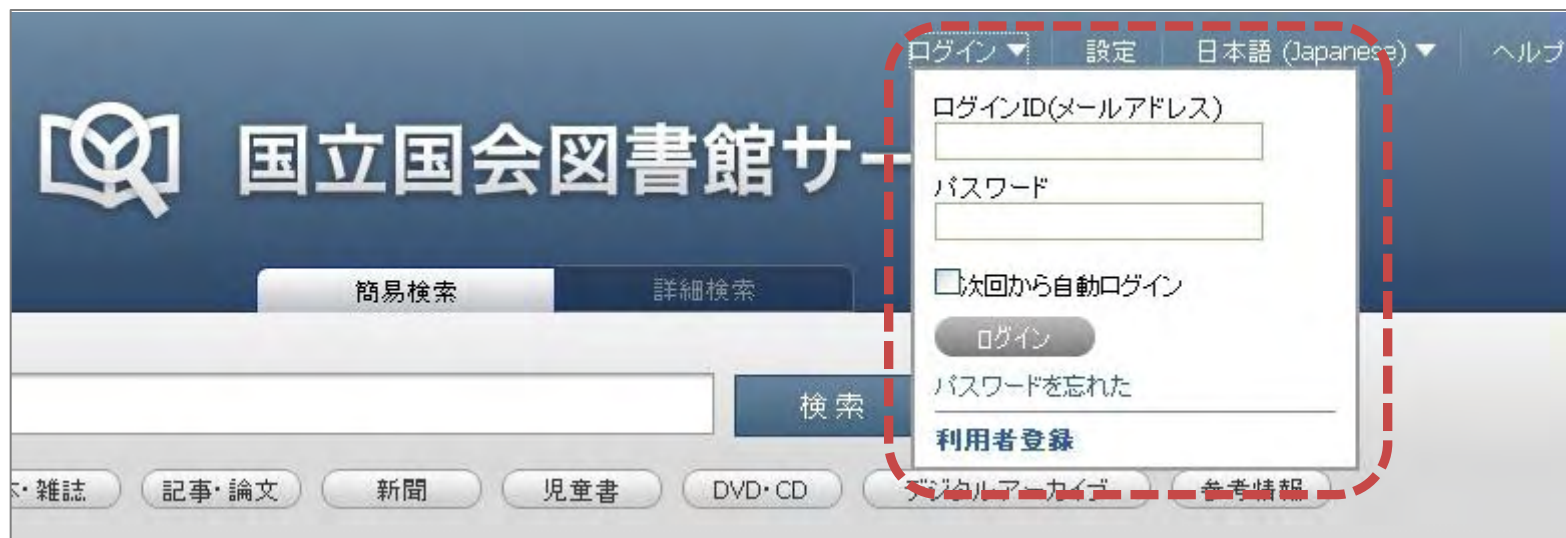 ログイン ▼ 設定 日本語 (Japanese) ▼ ヘルプ
国立国会図書館サー
ログインID(メールアドレス)
パスワード
簡易検索 詳細検索
次回から自動ログイン
ログイン
パスワードを忘れた
検索
利用者登録
・雑誌 記事・論文 新聞 児童書 DVD・CD デジタルアーカイブ 参考情報